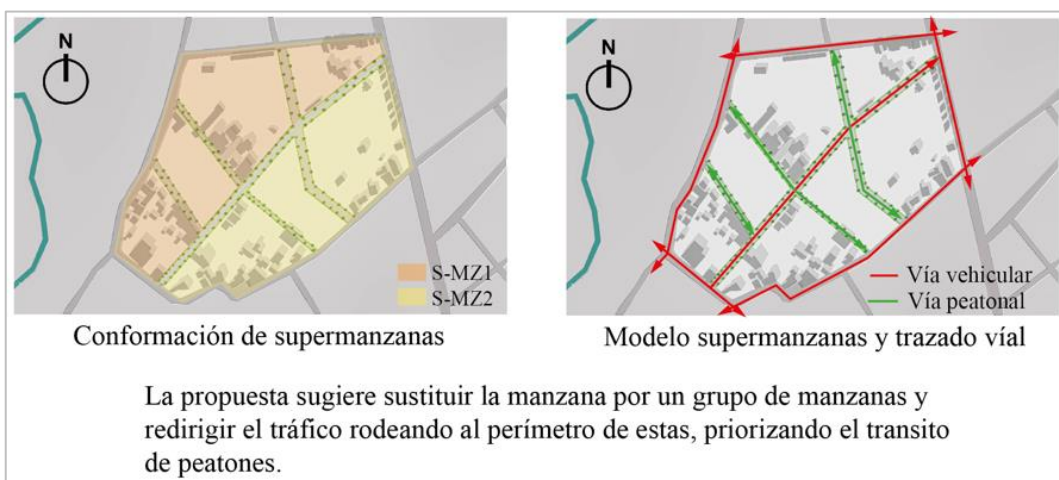 N
S-MZ1
S-MZ2
Conformación de supermanzanas
N
Vía vehicular
Vía peatonal
Modelo supermanzanas y trazado víal
La propuesta sugiere sustituir la manzana por un grupo de manzanas y
redirigir el tráfico rodeando al perímetro de estas, priorizando el transito
de peatones.